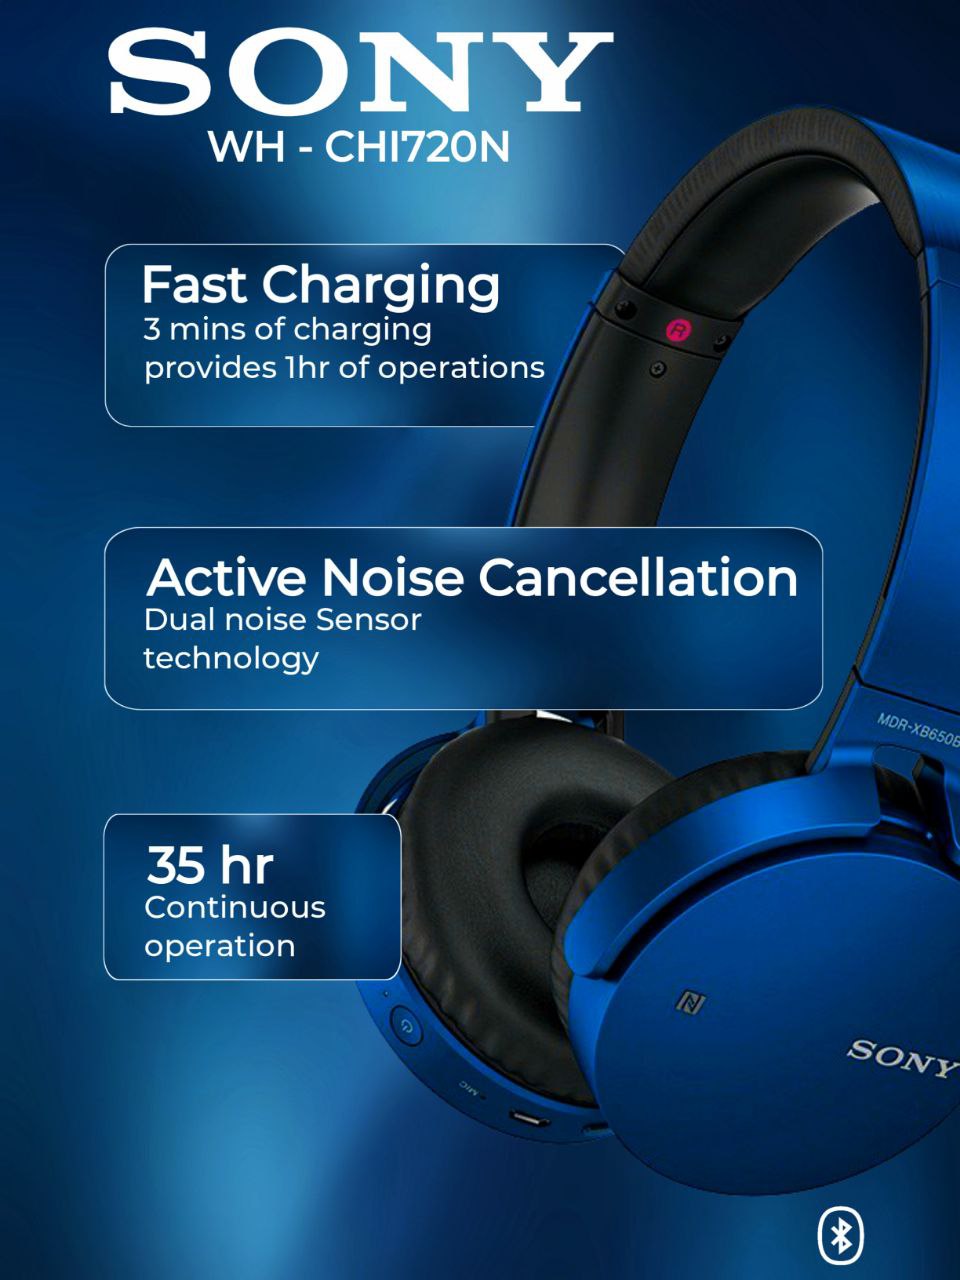 SONY
WH - CHI720N
Fast Charging
3 mins of charging
provides 1hr of operations
R
Active Noise Cancellation
Dual noise Sensor
technology
MDR-XB650B
35 hr
Continuous
operation
MIC
SONY